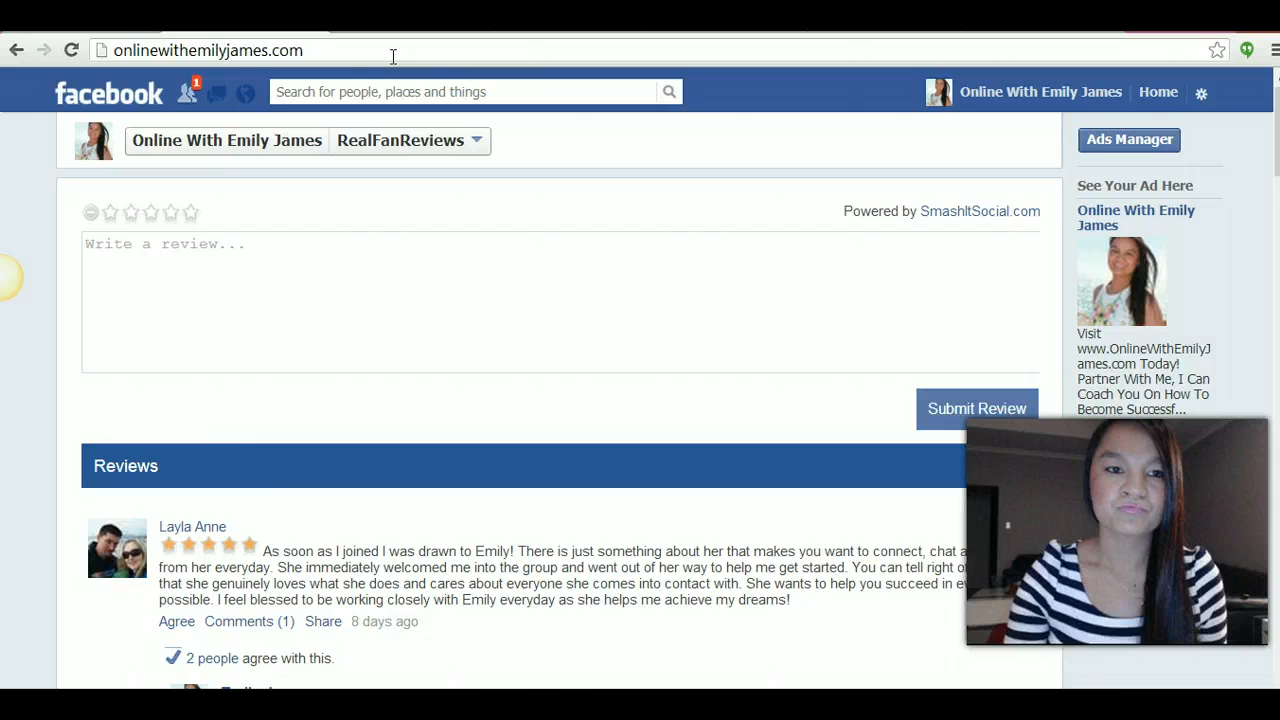 onlinewithemilyjames.com
facebook
1
Search for people, places and things
Online With Emily James
Home
Online With Emily James
RealFanReviews
Ads Manager
See Your Ad Here
Online With Emily
James
Visit
www.OnlineWithEmilyJ
ames.com Today!
Partner With Me, I Can
Coach You On How To
Become Successf...
Powered by SmashItSocial.com
Write a review...
Submit Review
Reviews
Layla Anne
As soon as I joined I was drawn to Emily! There is just something about her that makes you want to connect, chat a
from her everyday. She immediately welcomed me into the group and went out of her way to help me get started. You can tell right o
that she genuinely loves what she does and cares about everyone she comes into contact with. She wants to help you succeed in e
possible. I feel blessed to be working closely with Emily everyday as she helps me achieve my dreams!
Agree Comments (1) Share 8 days ago
2 people agree with this.